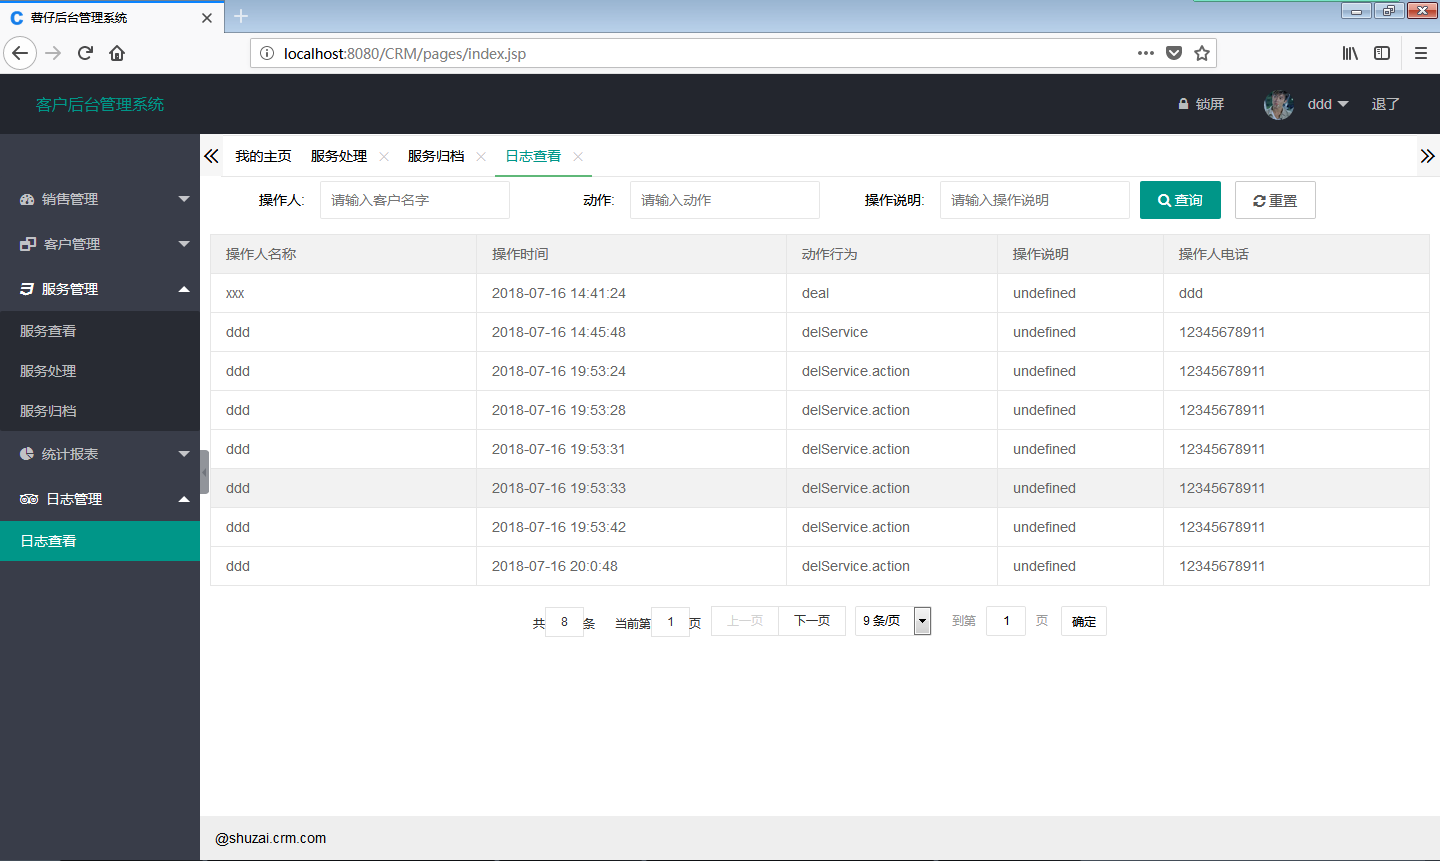 蓉仔后台管理系统
localhost:8080/CRM/pages/index.jsp
客户后台管理系统
锁屏
ddd
退了
我的主页 服务处理 服务归档 日志查看
销售管理
客户管理
服务管理
服务查看
服务处理
服务归档
统计报表
日志管理
日志查看
操作人: 请输入客户名字 动作: 请输入动作 操作说明: 请输入操作说明 查询 重置
操作人名称 操作时间 动作行为 操作说明 操作人电话
xxx 2018-07-16 14:41:24 deal undefined ddd
ddd 2018-07-16 14:45:48 delService undefined 12345678911
ddd 2018-07-16 19:53:24 delService.action undefined 12345678911
ddd 2018-07-16 19:53:28 delService.action undefined 12345678911
ddd 2018-07-16 19:53:31 delService.action undefined 12345678911
ddd 2018-07-16 19:53:33 delService.action undefined 12345678911
ddd 2018-07-16 19:53:42 delService.action undefined 12345678911
ddd 2018-07-16 20:0:48 delService.action undefined 12345678911
共 8 条 当前第 1 页 上一页 下一页 9 条/页 到第 1 页 确定
@shuzai.crm.com